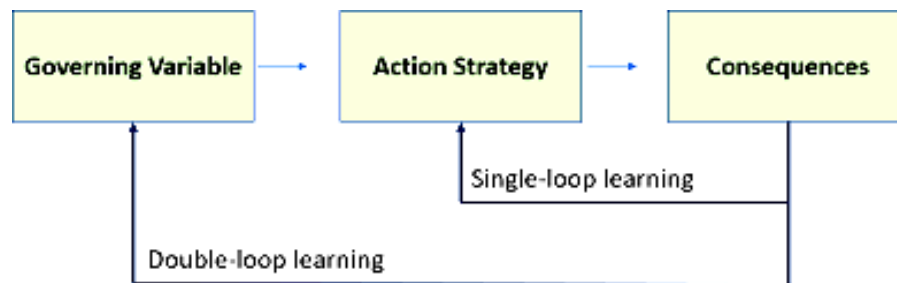 Governing Variable
Action Strategy
Consequences
Single-loop learning
Double-loop learning